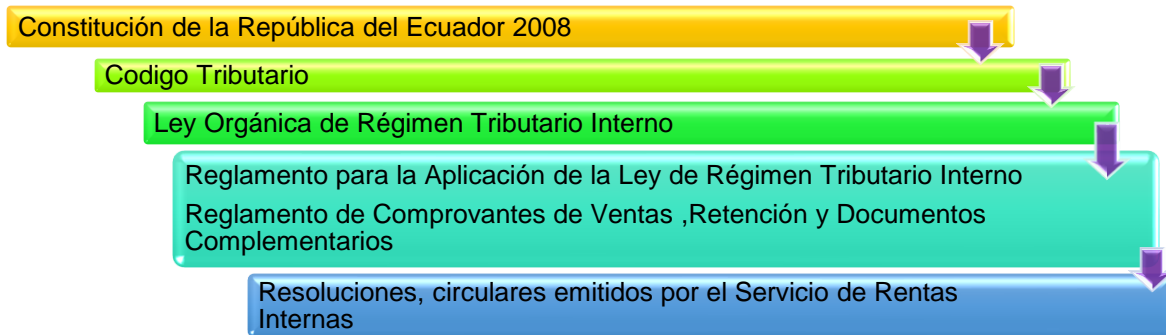 Constitución de la República del Ecuador 2008
Codigo Tributario
Ley Orgánica de Régimen Tributario Interno
Reglamento para la Aplicación de la Ley de Régimen Tributario Interno
Reglamento de Comprovantes de Ventas ,Retención y Documentos
Complementarios
Resoluciones, circulares emitidos por el Servicio de Rentas
Internas